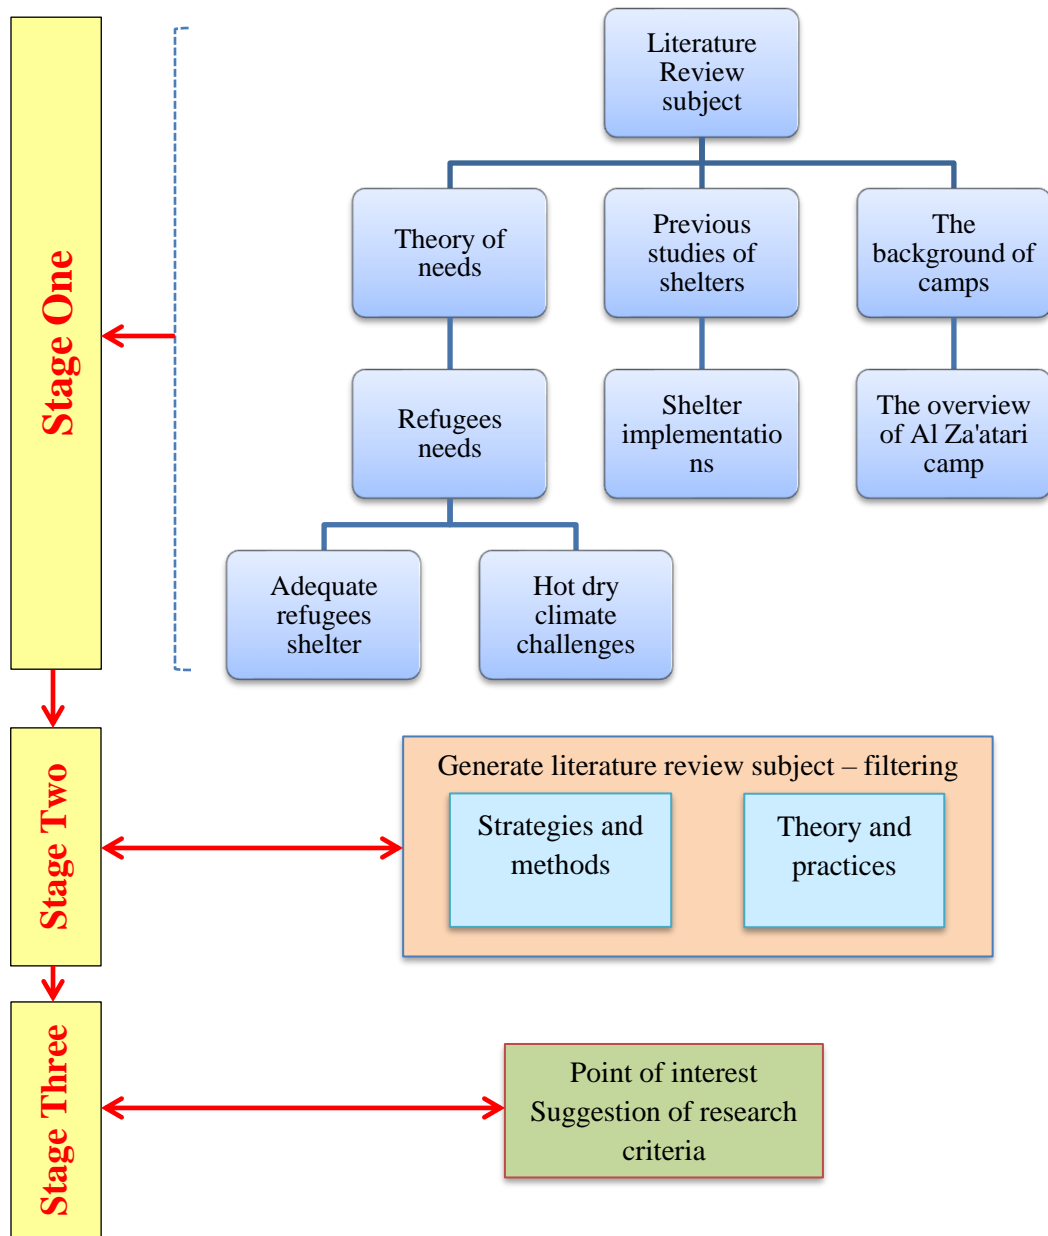 Stage One
Literature
Review
subject
Theory of
needs
Previous
studies of
shelters
The
background of
camps
Refugees
needs
Shelter
implementatio
ns
The overview
of Al Za'atari
camp
Adequate
refugees
shelter
Hot dry
climate
challenges
Stage Two
Generate literature review subject – filtering
Strategies and
methods
Theory and
practices
Stage Three
Point of interest
Suggestion of research
criteria